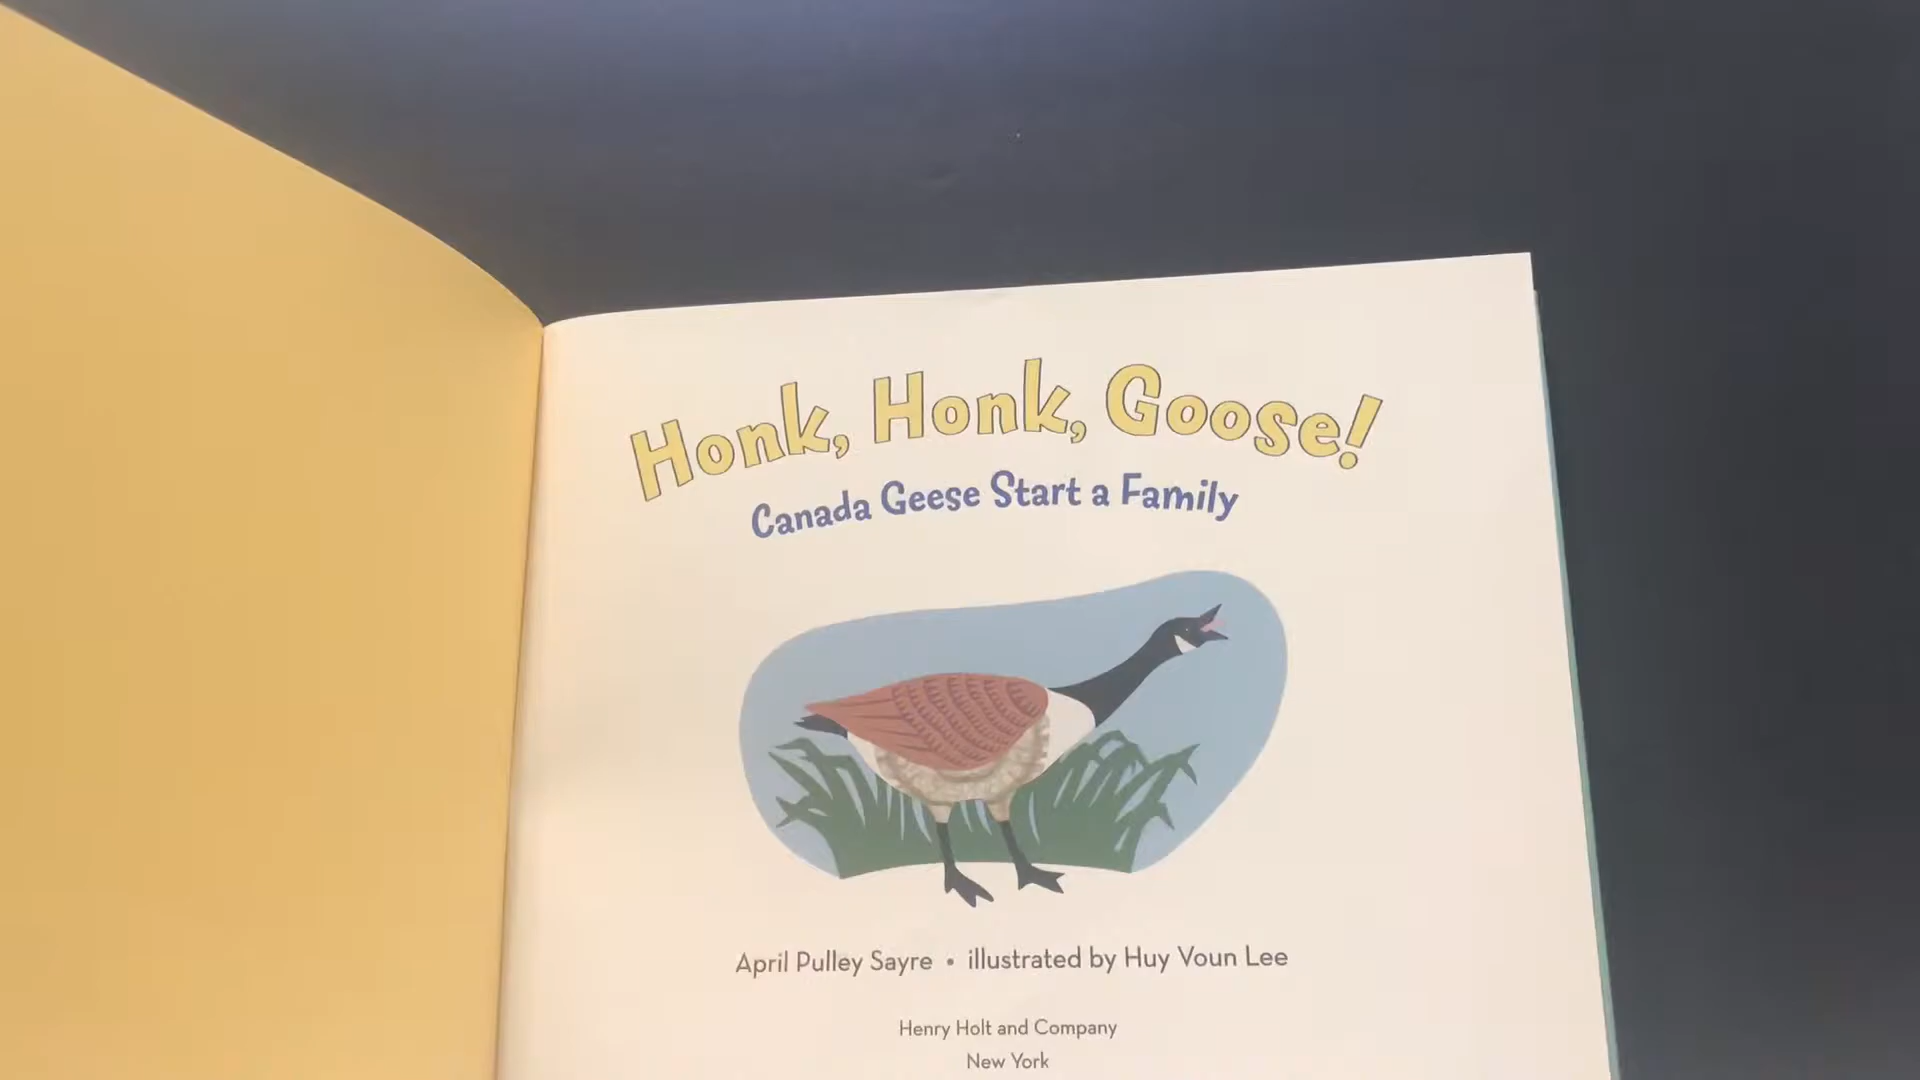 Honk, Honk, Goose!
Canada Geese Start a Family
April Pulley Sayre • illustrated by Huy Voun Lee
Henry Holt and Company
New York